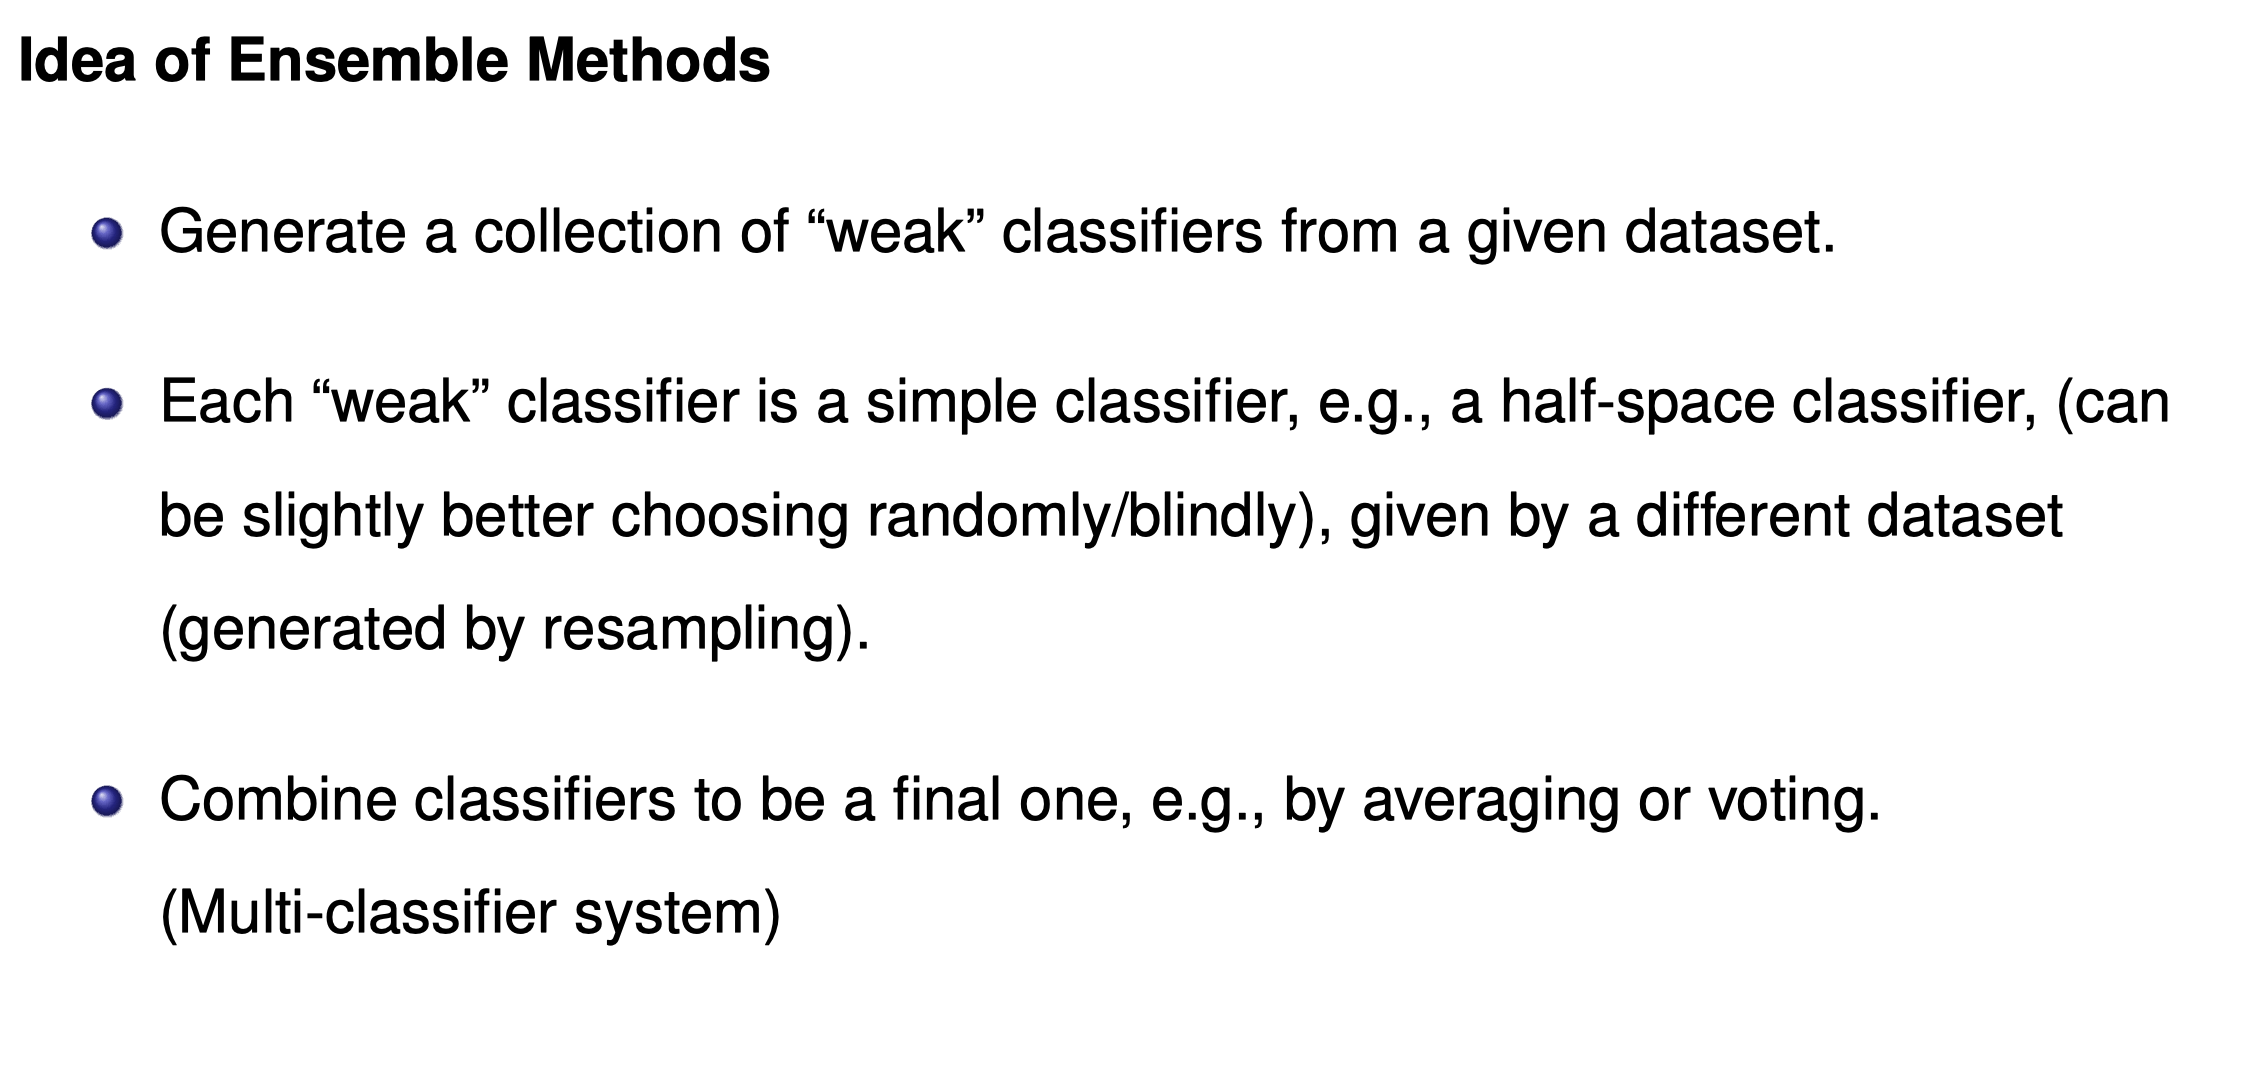 Idea of Ensemble Methods
Generate a collection of “weak” classifiers from a given dataset.
Each “weak” classifier is a simple classifier, e.g., a half-space classifier, (can
be slightly better choosing randomly/blindly), given by a different dataset
(generated by resampling).
Combine classifiers to be a final one, e.g., by averaging or voting.
(Multi-classifier system)